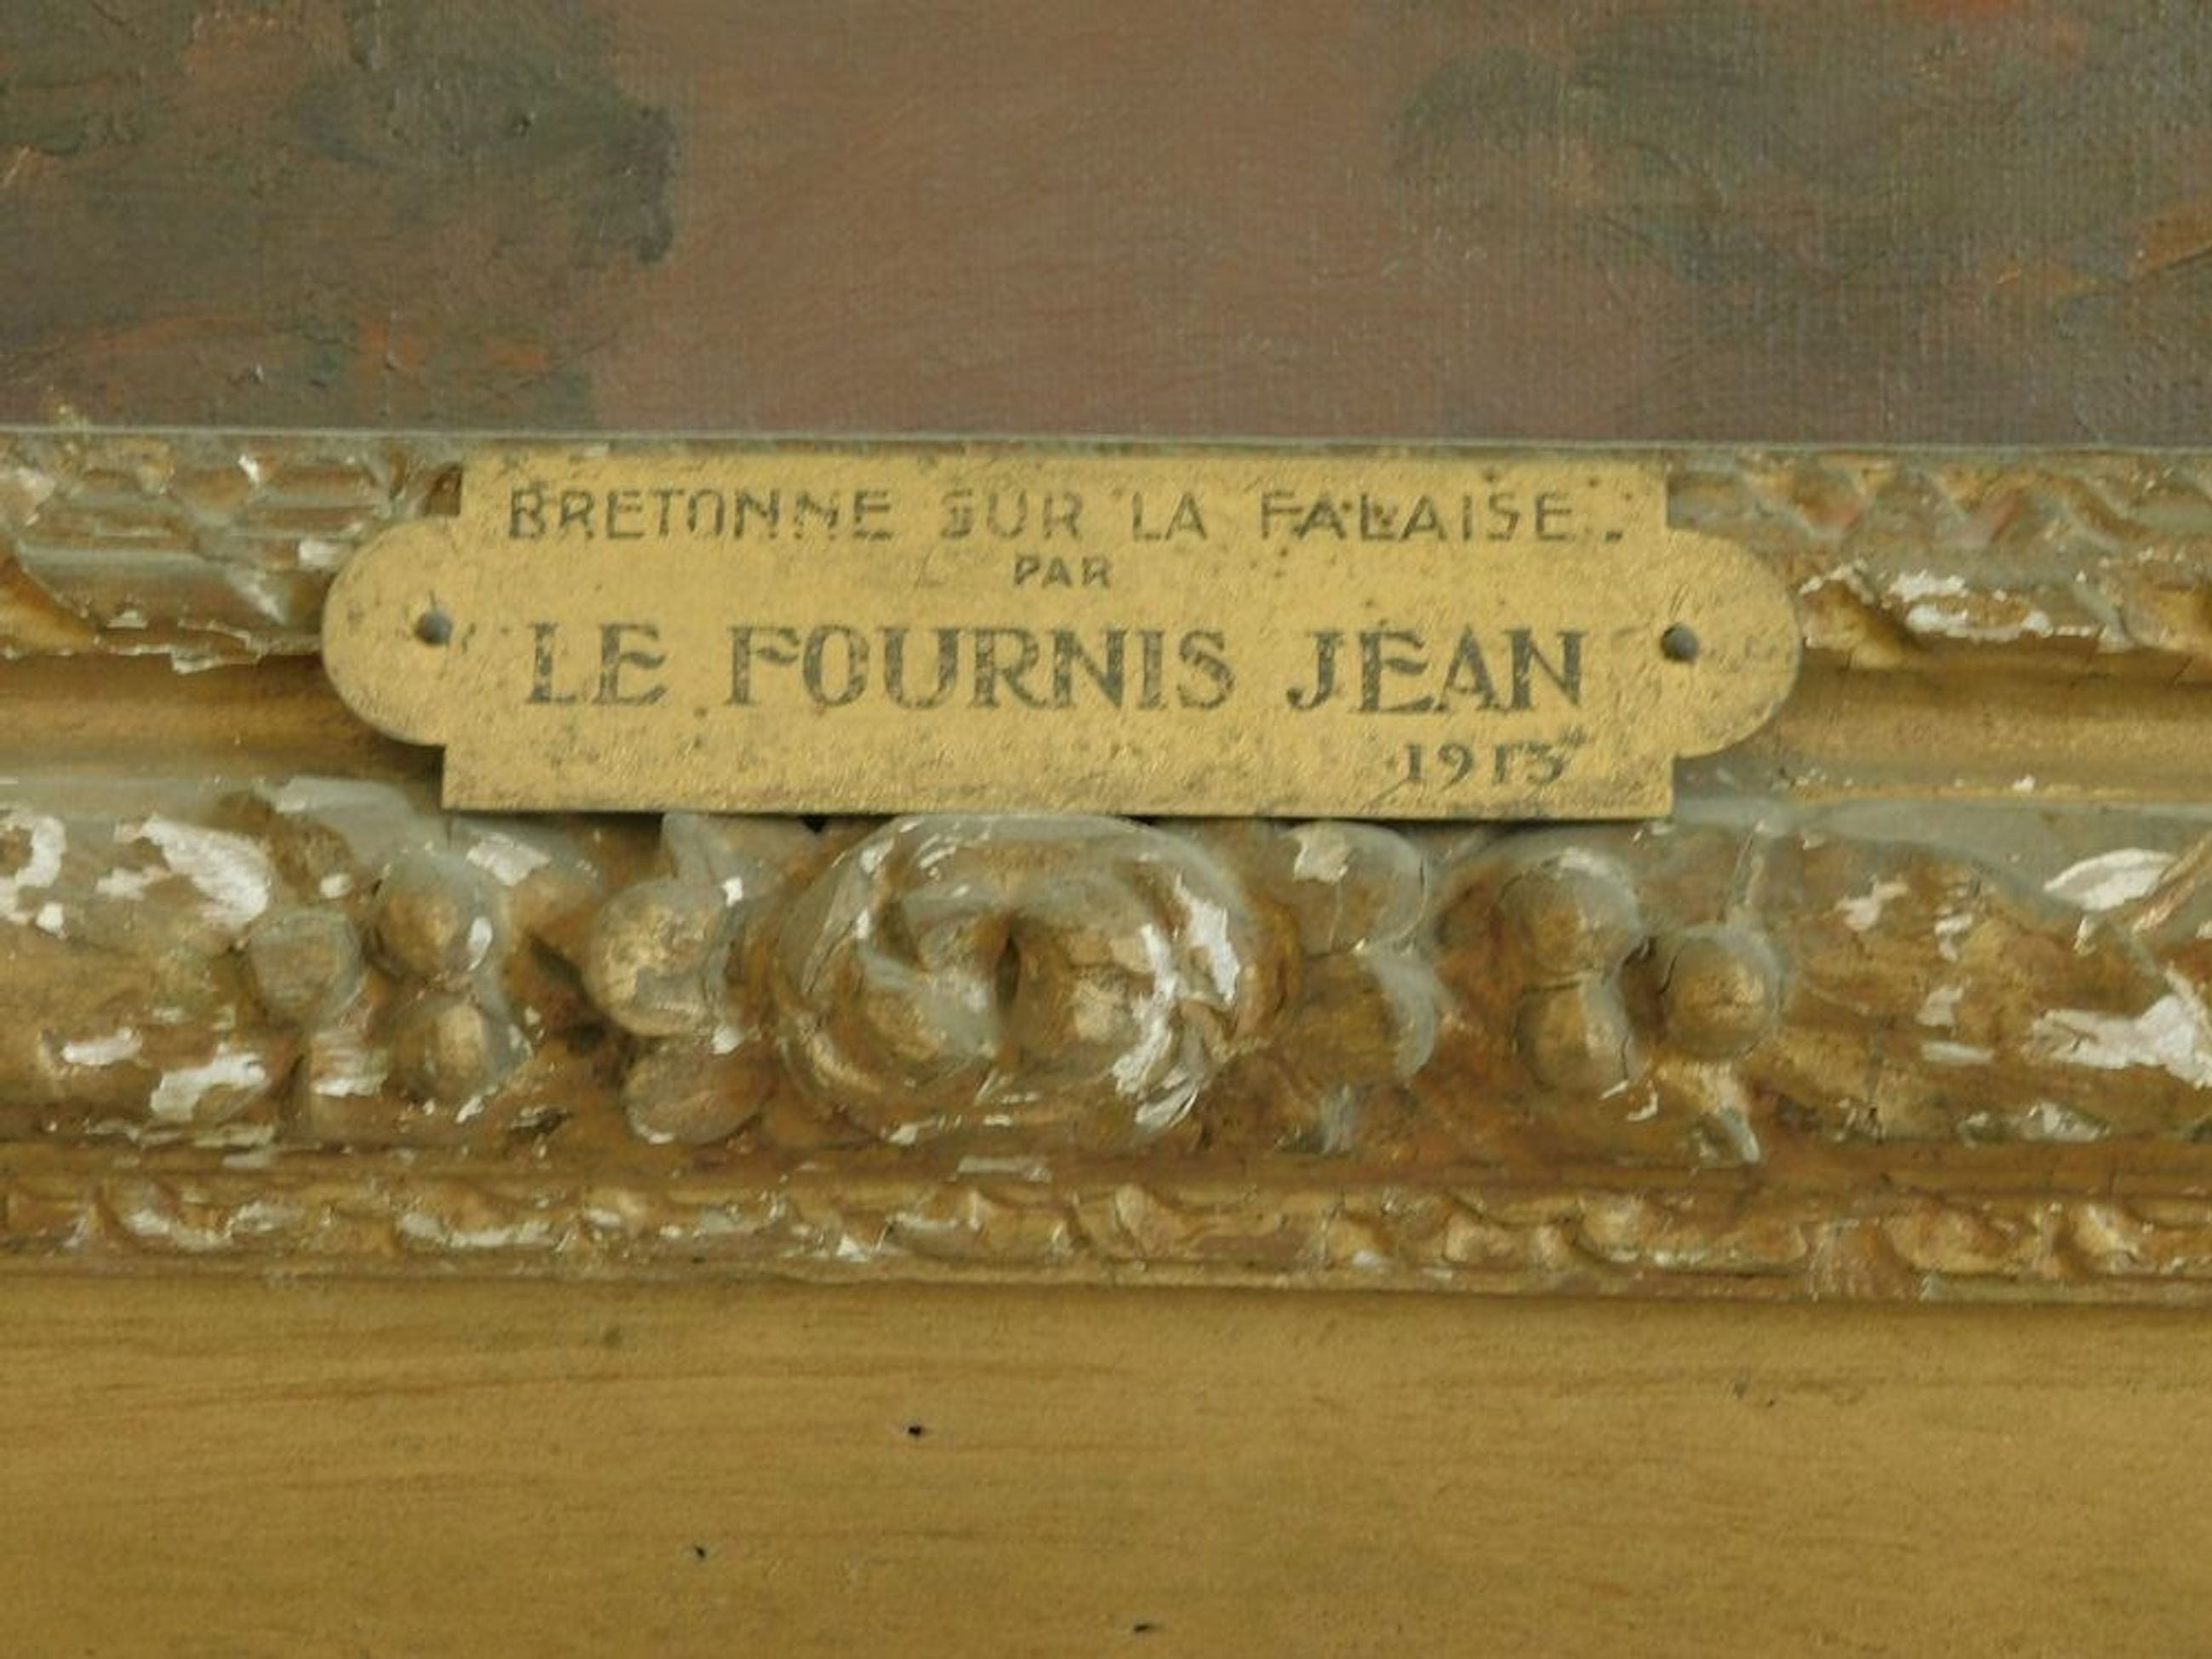 BRETONNE SUR LA FALAISE.
PAR
LE FOURNIS JEAN
1913